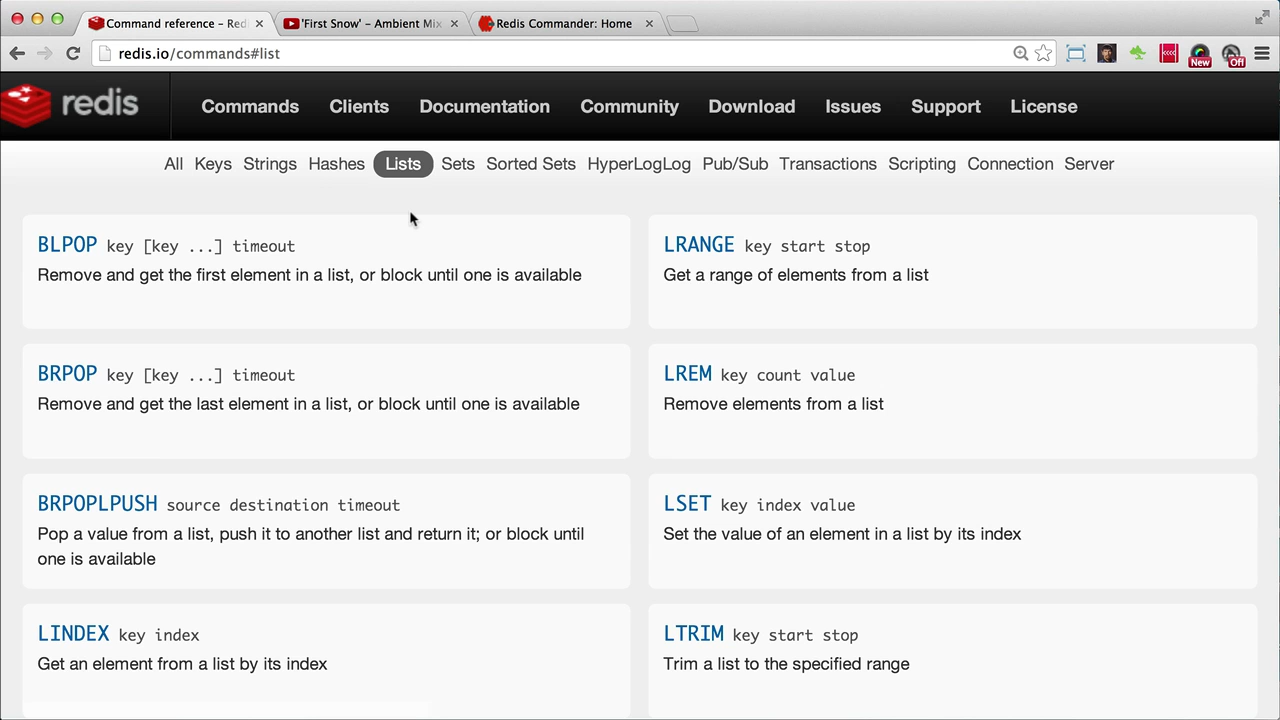 Command reference – Redi
'First Snow' – Ambient Mix
Redis Commander: Home
redis.io/commands#list
New
Off
redis
Commands Clients Documentation Community Download Issues Support License
All Keys Strings Hashes Lists Sets Sorted Sets HyperLogLog Pub/Sub Transactions Scripting Connection Server
BLPOP key [key ...] timeout
Remove and get the first element in a list, or block until one is available
LRANGE key start stop
Get a range of elements from a list
BRPOP key [key ...] timeout
Remove and get the last element in a list, or block until one is available
LREM key count value
Remove elements from a list
BRPOPLPUSH source destination timeout
Pop a value from a list, push it to another list and return it; or block until
one is available
LSET key index value
Set the value of an element in a list by its index
LINDEX key index
Get an element from a list by its index
LTRIM key start stop
Trim a list to the specified range